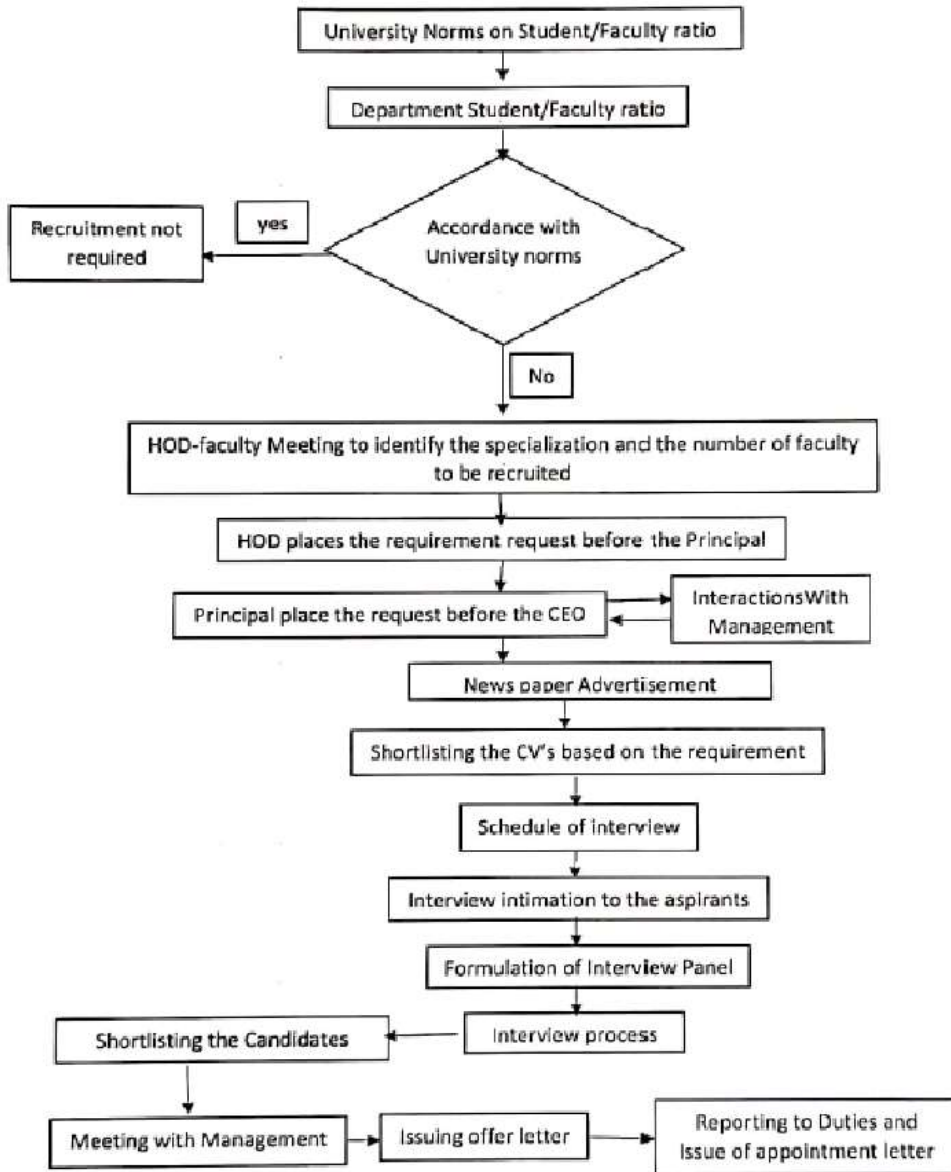 University Norms on Student/Faculty ratio
Department Student/Faculty ratio
Accordance with
University norms
yes
Recruitment not
required
No
HOD-faculty Meeting to identify the specialization and the number of faculty
to be recruited
HOD places the requirement request before the Principal
Principal place the request before the CEO
InteractionsWith
Management
News paper Advertisement
Shortlisting the CV's based on the requirement
Schedule of interview
Interview intimation to the aspirants
Formulation of Interview Panel
Interview process
Shortlisting the Candidates
Meeting with Management
Issuing offer letter
Reporting to Duties and
Issue of appointment letter